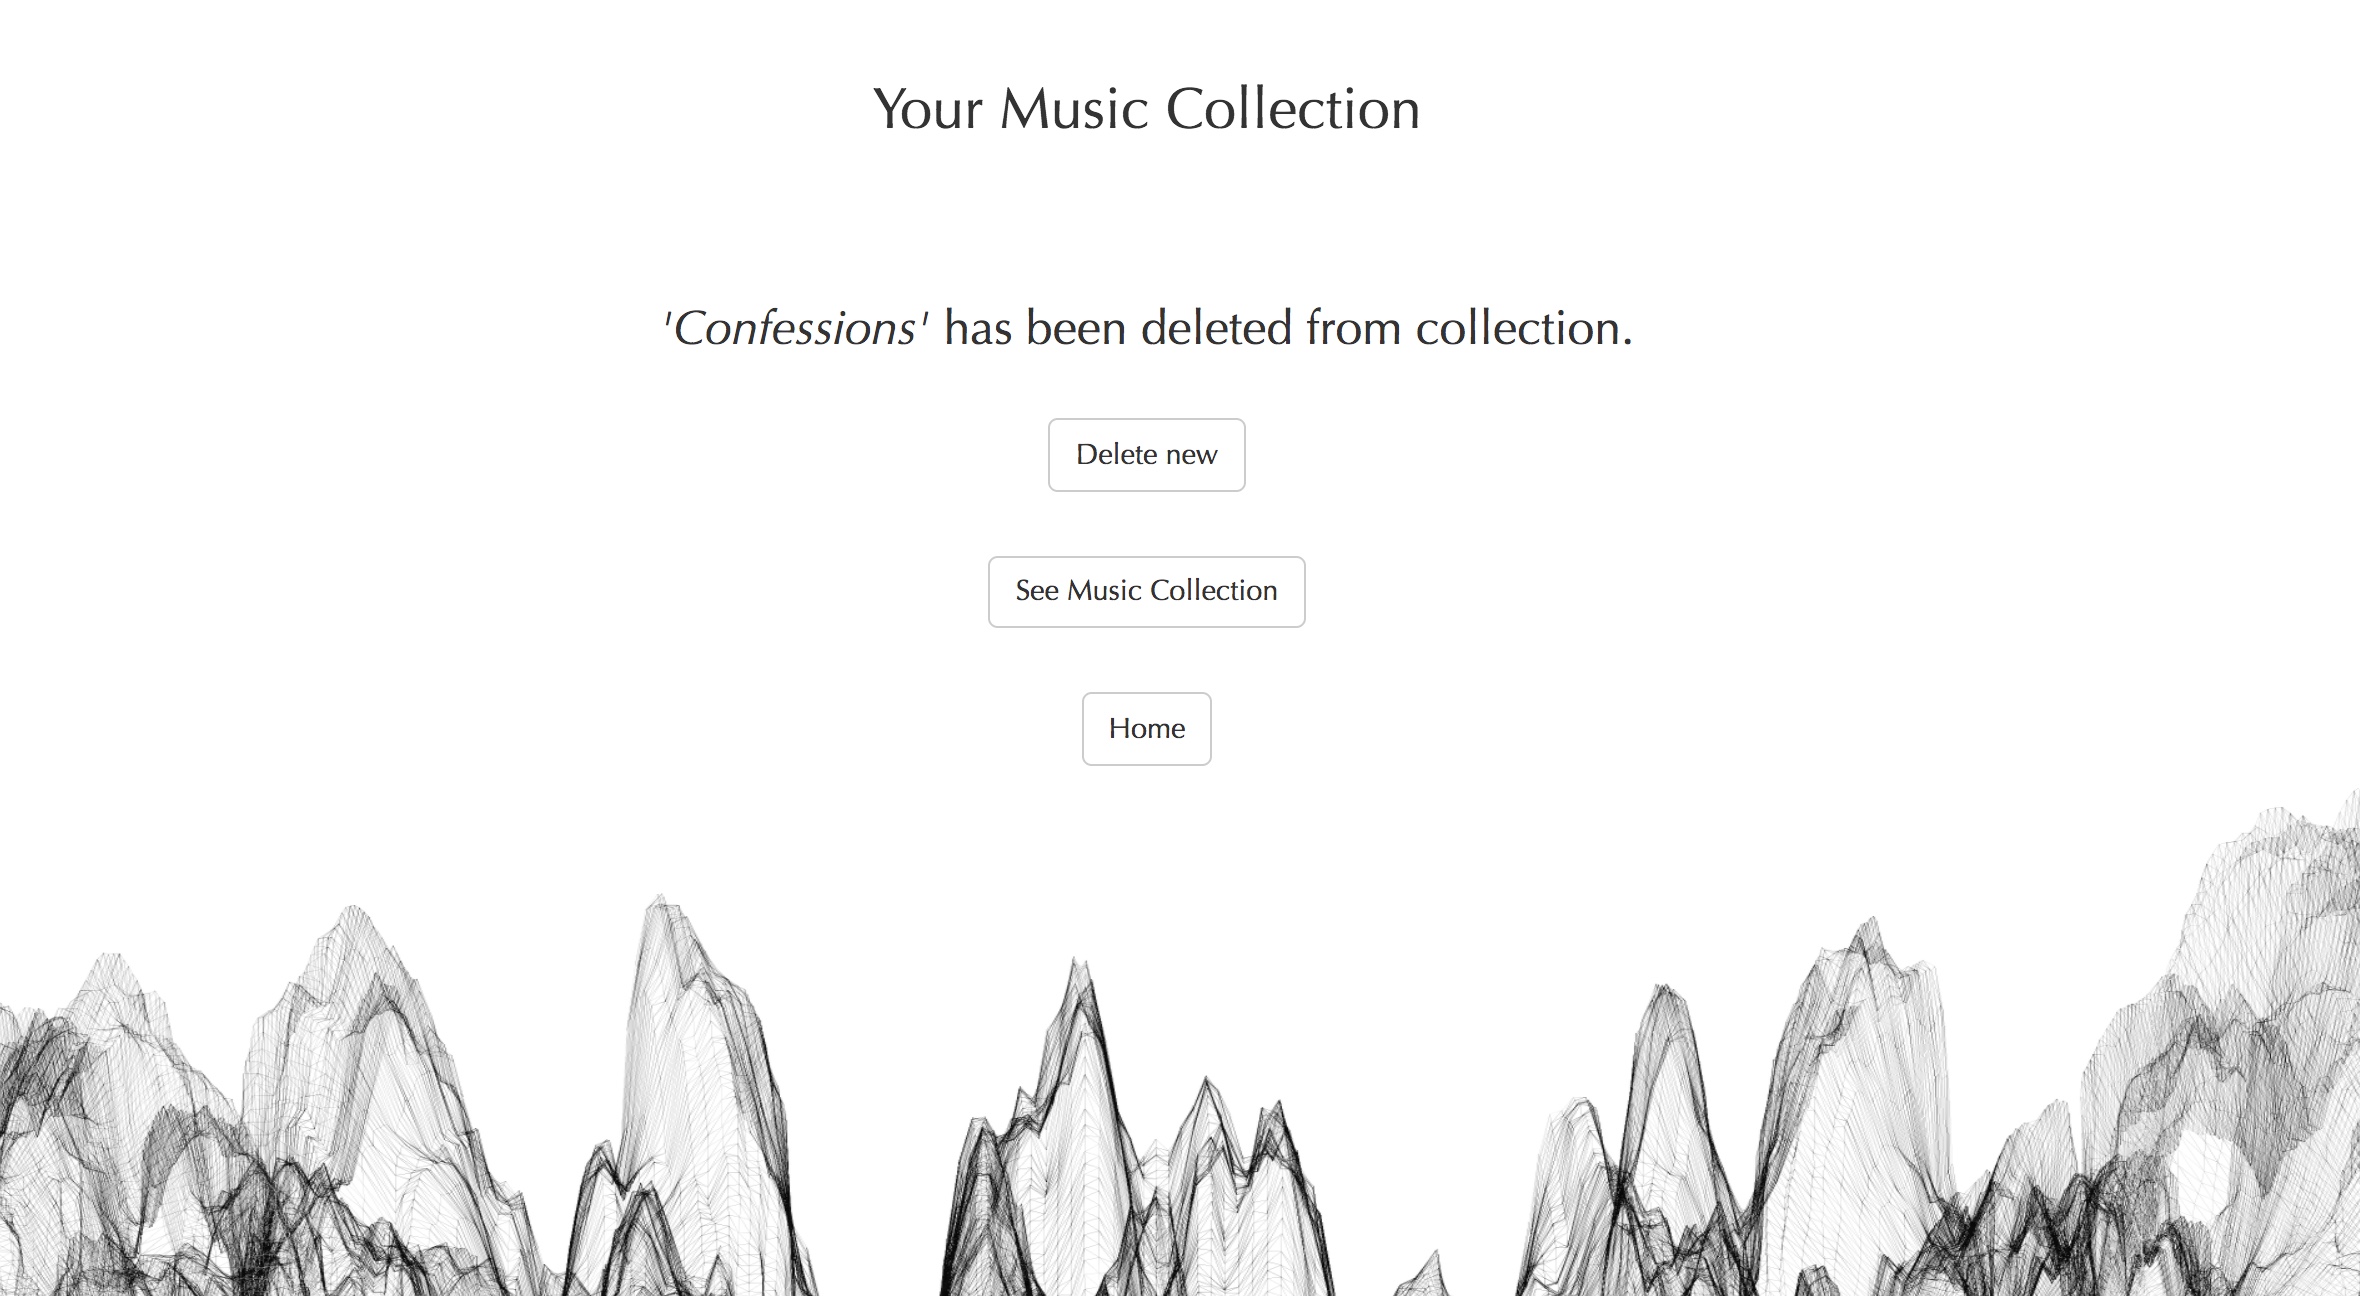 Your Music Collection
'Confessions' has been deleted from collection.
Delete new
See Music Collection
Home